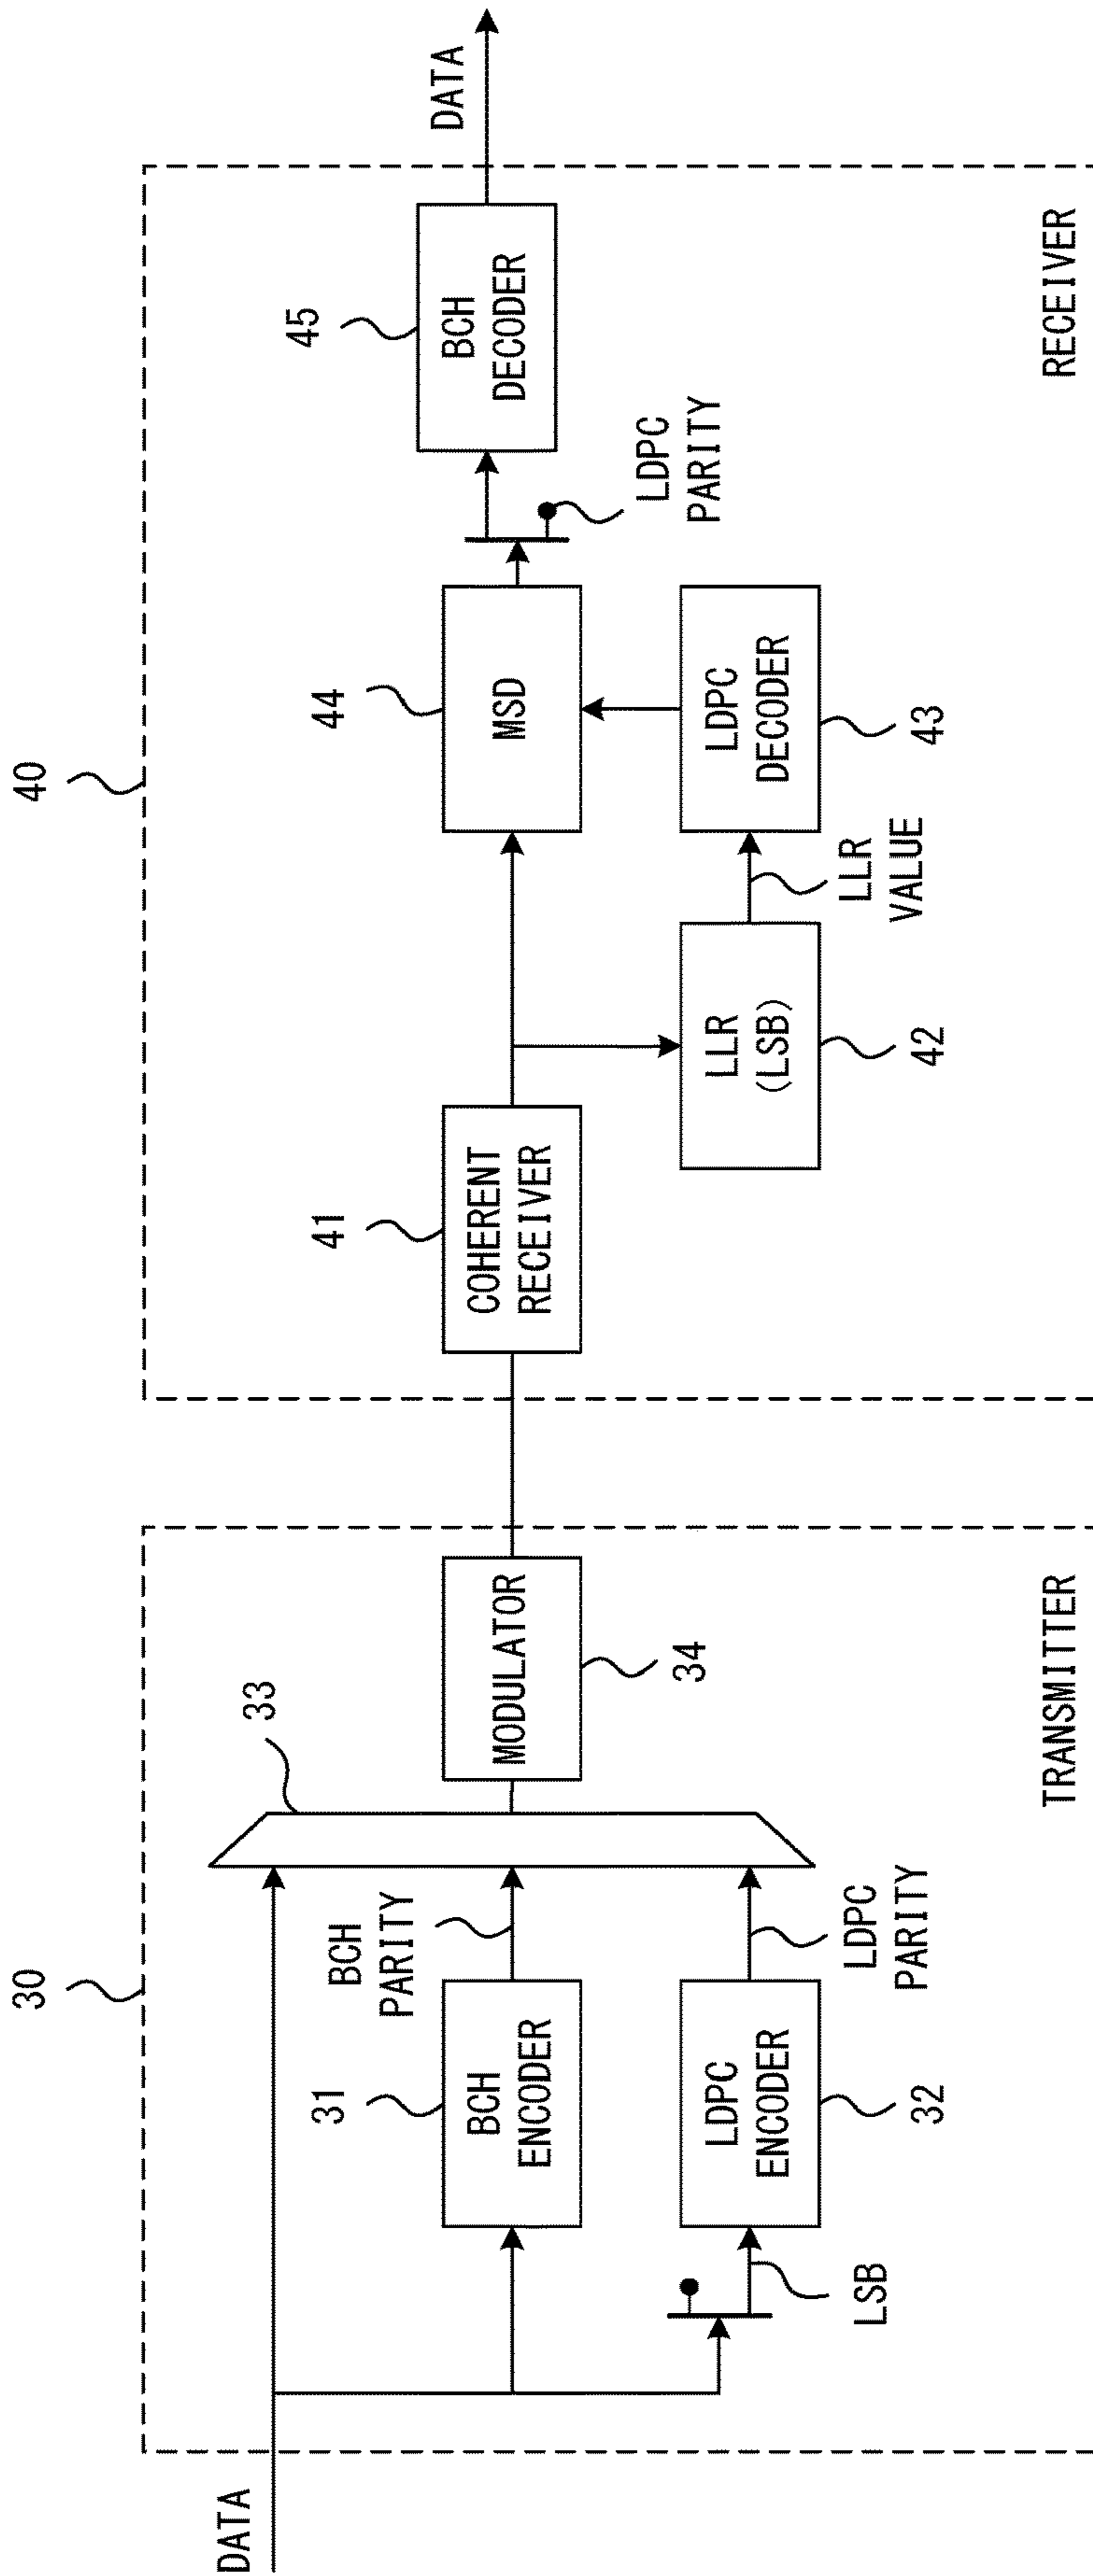 30
DATA
31
BCH
ENCODER
BCH
PARITY
33
LSB
LDPC
ENCODER
32
LDPC
PARITY
MODULATOR
34
TRANSMITTER
40
41
COHERENT
RECEIVER
LLR
(LSB)
42
LLR
VALUE
44
MSD
LDPC
DECODER
43
LDPC
PARITY
45
BCH
DECODER
DATA
RECEIVER